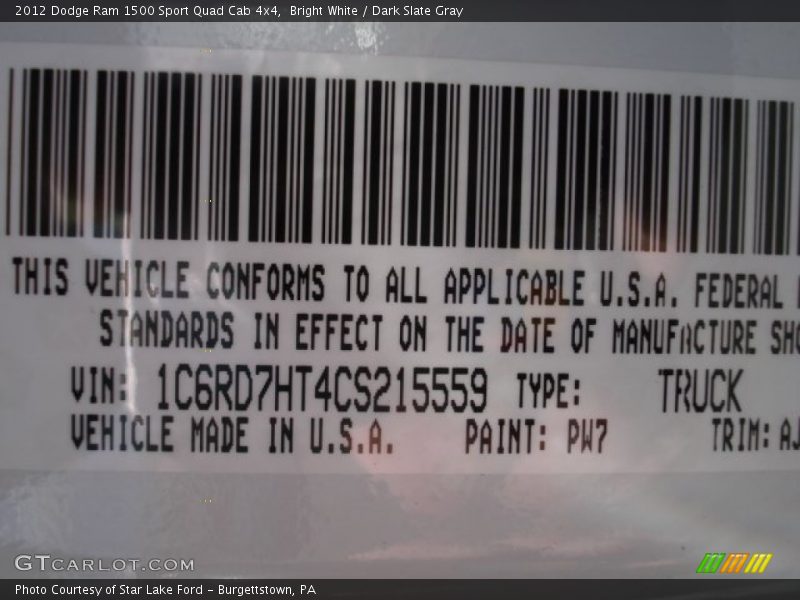 2012 Dodge Ram 1500 Sport Quad Cab 4x4,  Bright White / Dark Slate Gray
THIS VEHICLE CONFORMS TO ALL APPLICABLE U.S.A. FEDERAL
STANDARDS IN EFFECT ON THE DATE OF MANUFACTURE SHO
VIN: 1C6RD7HT4CS215559 TYPE: TRUCK
VEHICLE MADE IN U.S.A. PAINT: PW7 TRIM: AJ
GTCARLOT.COM
Photo Courtesy of Star Lake Ford - Burgettstown, PA